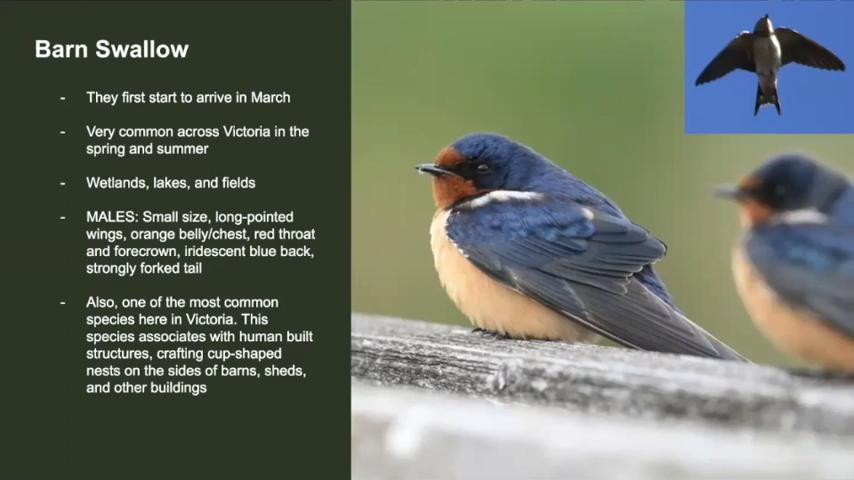 Barn Swallow
- They first start to arrive in March
- Very common across Victoria in the
spring and summer
- Wetlands, lakes, and fields
- MALES: Small size, long-pointed
wings, orange belly/chest, red throat
and forecrown, iridescent blue back,
strongly forked tail
- Also, one of the most common
species here in Victoria. This
species associates with human built
structures, crafting cup-shaped
nests on the sides of barns, sheds,
and other buildings